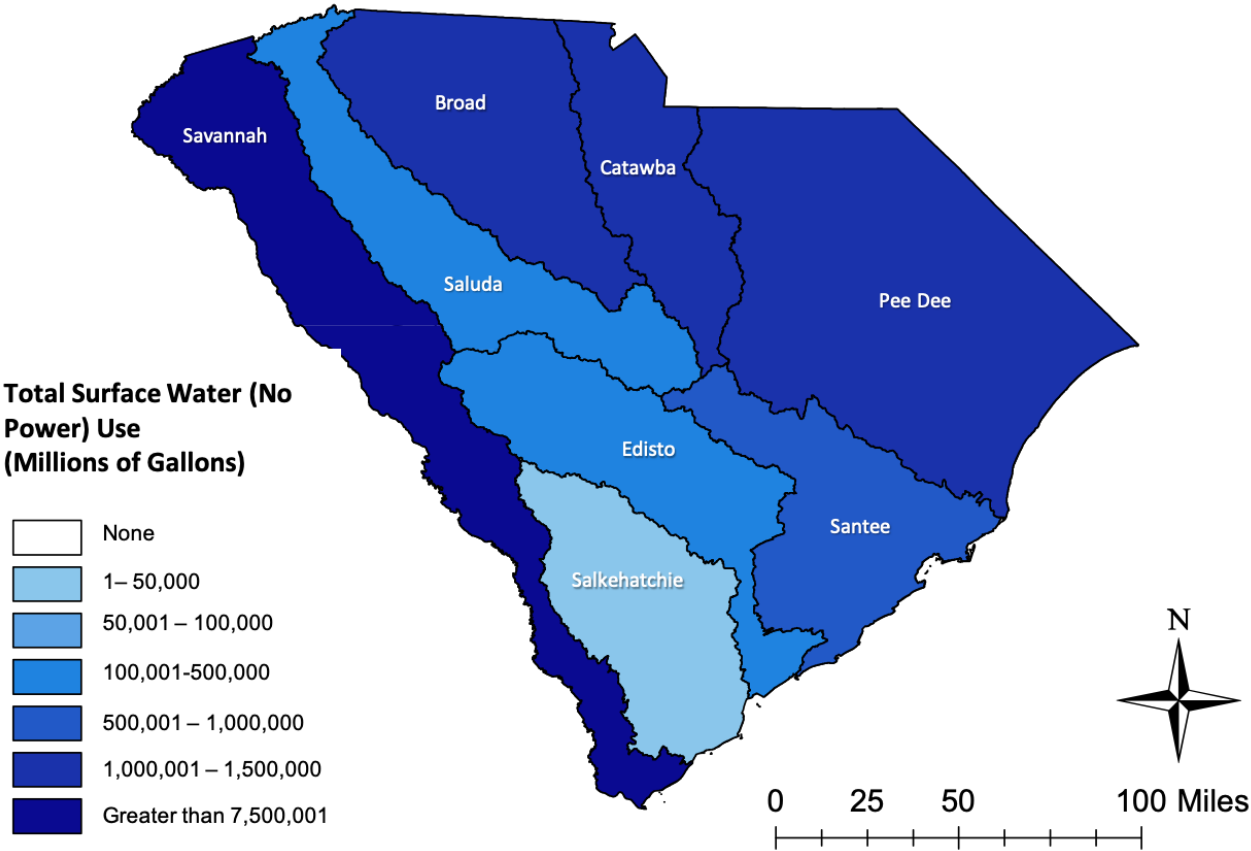 Broad
Savannah
Catawba
Saluda
Pee Dee
Total Surface Water (No
Power) Use
(Millions of Gallons)
Edisto
Santee
Salkehatchie
None
1– 50,000
50,001 – 100,000
100,001-500,000
500,001 – 1,000,000
1,000,001 – 1,500,000
Greater than 7,500,001
N
0 25 50 100 Miles